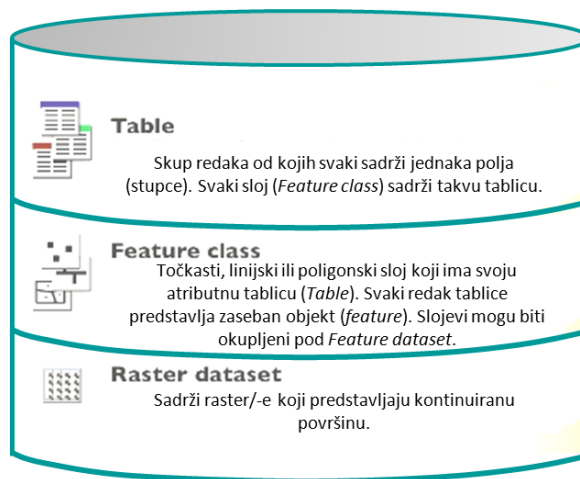 Table
Skup redaka od kojih svaki sadrži jednaka polja
(stupce). Svaki sloj (Feature class) sadrži takvu tablicu.
Feature class
Točkasti, linijski ili poligonski sloj koji ima svoju
atributnu tablicu (Table). Svaki redak tablice
predstavlja zaseban objekt (feature). Slojevi mogu biti
okupljeni pod Feature dataset.
Raster dataset
Sadrži raster/-e koji predstavljaju kontinuiranu
površinu.